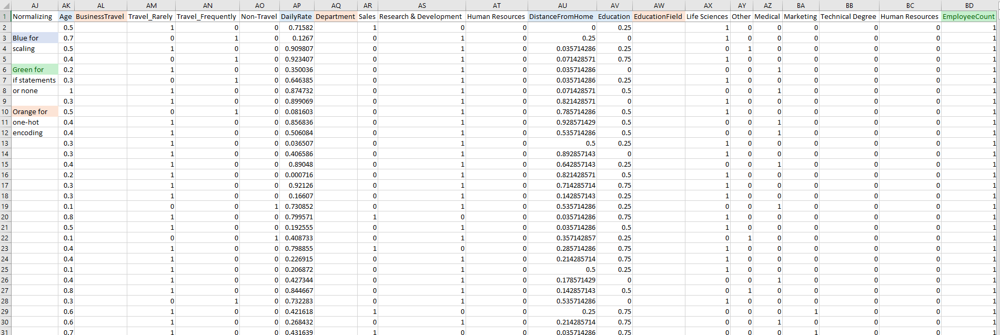 AJ AK AL AM AN AO AP AQ AR AS AT AU AV AW AX AY AZ BA BB BC BD
1 Normalizing Age BusinessTravel Travel_Rarely Travel_Frequently Non-Travel DailyRate Department Sales Research & Development Human Resources DistanceFromHome Education EducationField Life Sciences Other Medical Marketing Technical Degree Human Resources EmployeeCount
2 0.5 1 0 0 0.71582 1 0 0 0 0.25 1 0 0 0 0 0 1
3 Blue for 0.7 0 1 0 0.1267 0 1 0 0.25 0 1 0 0 0 0 0 1
4 scaling 0.5 1 0 0 0.909807 0 1 0 0.035714286 0.25 0 1 0 0 0 0 1
5 0.4 0 1 0 0.923407 0 1 0 0.071428571 0.75 1 0 0 0 0 0 1
6 Green for 0.2 1 0 0 0.350036 0 1 0 0.035714286 0 0 0 1 0 0 0 1
7 if statements 0.3 0 1 0 0.646385 0 1 0 0.035714286 0.25 1 0 0 0 0 0 1
8 or none 1 1 0 0 0.874732 0 1 0 0.071428571 0.5 0 0 1 0 0 0 1
9 0.3 1 0 0 0.899069 0 1 0 0.821428571 0 1 0 0 0 0 0 1
10 Orange for 0.5 0 1 0 0.081603 0 1 0 0.785714286 0.5 1 0 0 0 0 0 1
11 one-hot 0.4 1 0 0 0.856836 0 1 0 0.928571429 0.5 0 0 1 0 0 0 1
12 encoding 0.4 1 0 0 0.506084 0 1 0 0.535714286 0.5 0 0 1 0 0 0 1
13 0.3 1 0 0 0.036507 0 1 0 0.5 0.25 1 0 0 0 0 0 1
14 0.3 1 0 0 0.406586 0 1 0 0.892857143 0 1 0 0 0 0 0 1
15 0.4 1 0 0 0.89048 0 1 0 0.642857143 0.25 0 0 1 0 0 0 1
16 0.2 1 0 0 0.000716 0 1 0 0.821428571 0.5 1 0 0 0 0 0 1
17 0.3 1 0 0 0.92126 0 1 0 0.714285714 0.75 1 0 0 0 0 0 1
18 0.3 1 0 0 0.16607 0 1 0 0.142857143 0.25 1 0 0 0 0 0 1
19 0.1 0 0 1 0.730852 0 1 0 0.535714286 0.25 0 0 1 0 0 0 1
20 0.8 1 0 0 0.799571 1 0 0 0.035714286 0.75 1 0 0 0 0 0 1
21 0.5 1 0 0 0.192555 0 1 0 0.035714286 0.5 1 0 0 0 0 0 1
22 0.1 0 0 1 0.408733 0 1 0 0.357142857 0.25 0 1 0 0 0 0 1
23 0.4 1 0 0 0.798855 1 0 0 0.285714286 0.75 1 0 0 0 0 0 1
24 0.4 1 0 0 0.226915 0 1 0 0.214285714 0.75 1 0 0 0 0 0 1
25 0.1 1 0 0 0.206872 0 1 0 0.5 0.25 1 0 0 0 0 0 1
26 0.4 1 0 0 0.427344 0 1 0 0.178571429 0 0 0 1 0 0 0 1
27 0.8 1 0 0 0.844667 0 1 0 0.142857143 0.5 0 1 0 0 0 0 1
28 0.3 0 1 0 0.732283 0 1 0 0.535714286 0 1 0 0 0 0 0 1
29 0.6 1 0 0 0.421618 1 0 0 0.25 0.75 0 0 0 1 0 0 1
30 0.6 1 0 0 0.268432 0 1 0 0.214285714 0.75 0 0 1 0 0 0 1
31 0.7 1 0 0 0.431639 1 0 0 0.035714286 0.75 0 0 0 1 0 0 1